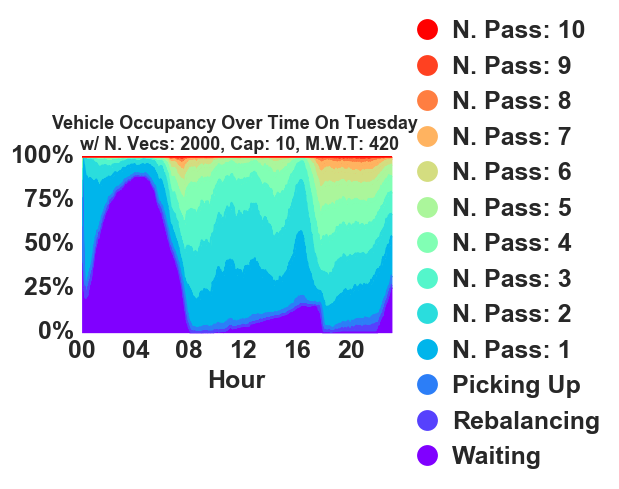 Vehicle Occupancy Over Time On Tuesday
w/ N. Vecs: 2000, Cap: 10, M.W.T: 420
100%
75%
50%
25%
0%
00 04 08 12 16 20
Hour
N. Pass: 10
N. Pass: 9
N. Pass: 8
N. Pass: 7
N. Pass: 6
N. Pass: 5
N. Pass: 4
N. Pass: 3
N. Pass: 2
N. Pass: 1
Picking Up
Rebalancing
Waiting